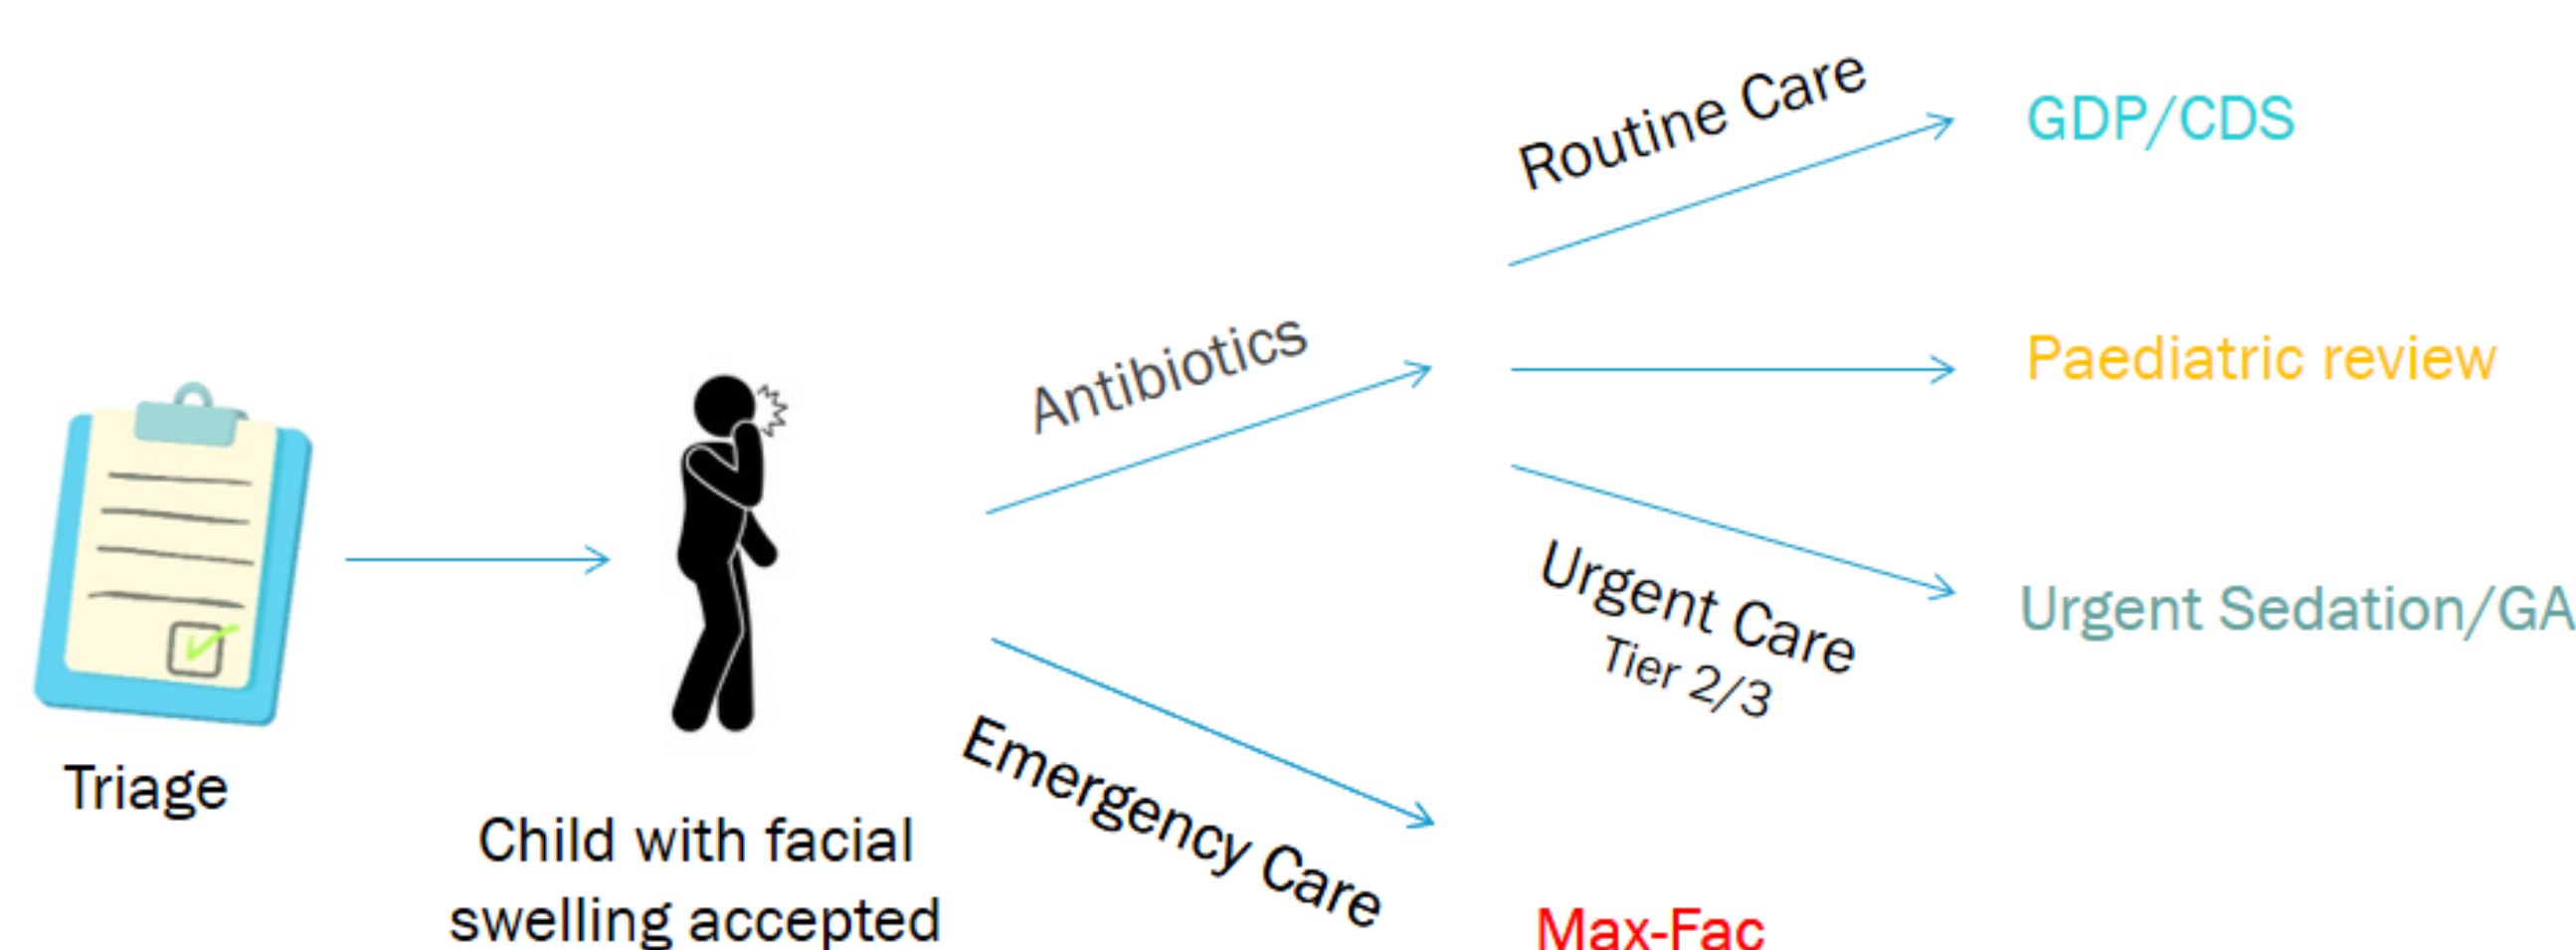 Triage
Child with facial
swelling accepted
Antibiotics
Emergency Care
Routine Care
Urgent Care
Tier 2/3
GDP/CDS
Paediatric review
Urgent Sedation/GA
Max-Fac